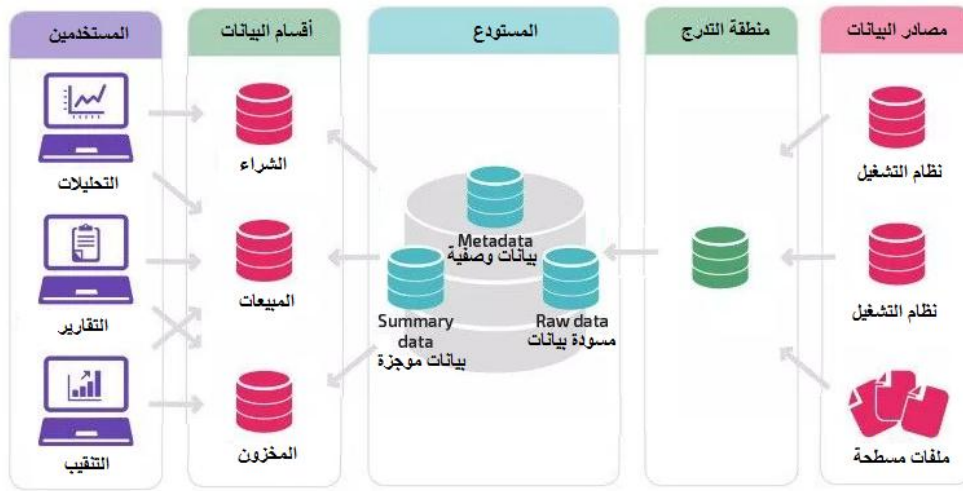 مصادر البيانات
نظام التشغيل
نظام التشغيل
ملفات مسطحة
منطقة التدرج
المستودع
Metadata
بيانات وصفية
Raw data
مسودة بيانات
Summary
data
بيانات موجزة
أقسام البيانات
الشراء
المبيعات
المخزون
المستخدمين
التحليلات
التقارير
التنقيب